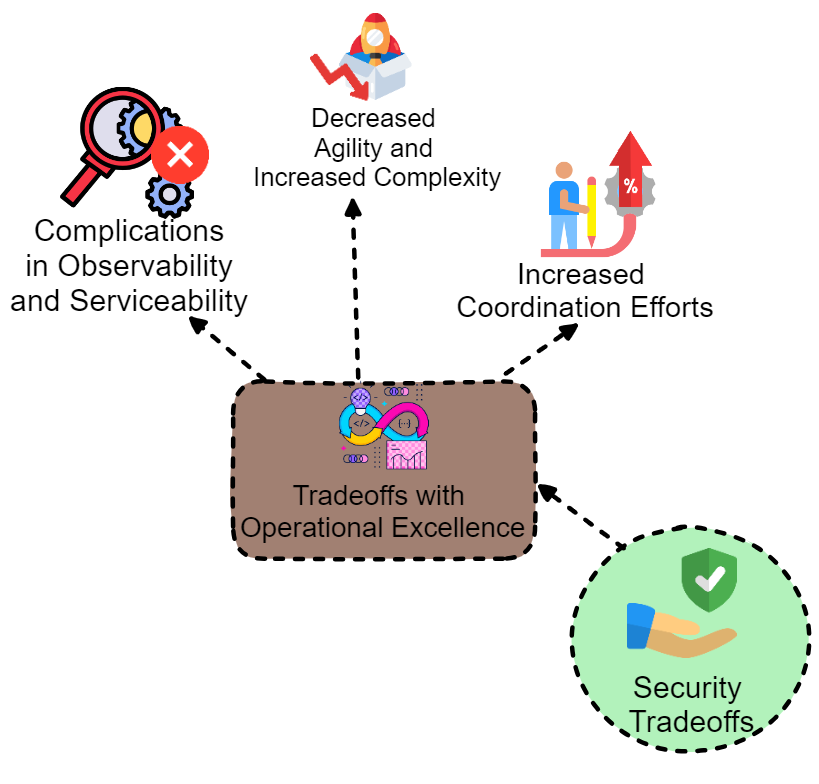 Decreased
Agility and
Increased Complexity
Complications
in Observability
and Serviceability
%
Increased
Coordination Efforts
</>
</>
{--}
Tradeoffs with
Operational Excellence
Security
Tradeoffs